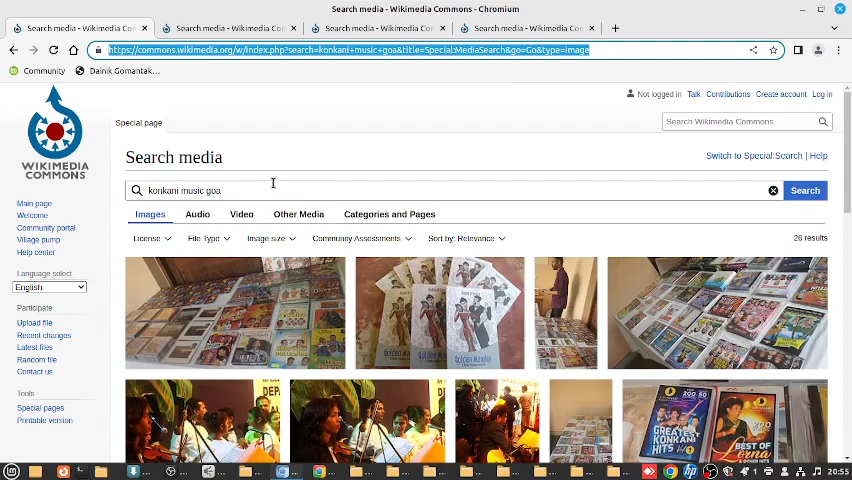 Search media - Wikimedia Commons - Chromium
Search media - Wikimedia Com
Search media - Wikimedia Com
Search media - Wikimedia Com
Search media - Wikimedia Com
https://commons.wikimedia.org/w/index.php?search=konkani+music+goa&title=Special:MediaSearch&go=Go&type=image
Community
Dainik Gomantak...
Not logged in Talk Contributions Create account Log in
Special page
Search Wikimedia Commons
WIKIMEDIA
COMMONS
Search media
Switch to Special:Search | Help
konkani music goa
Search
Images Audio Video Other Media Categories and Pages
License File Type Image size Community Assessments Sort by: Relevance
26 results
Main page
Welcome
Community portal
Village pump
Help center
Language select
English
Participate
Upload file
Recent changes
Latest files
Random file
Contact us
Tools
Special pages
Printable version
Golden Mandos
GREATEST
KONKANI
HITS
BEST OF
Lorna
20:55